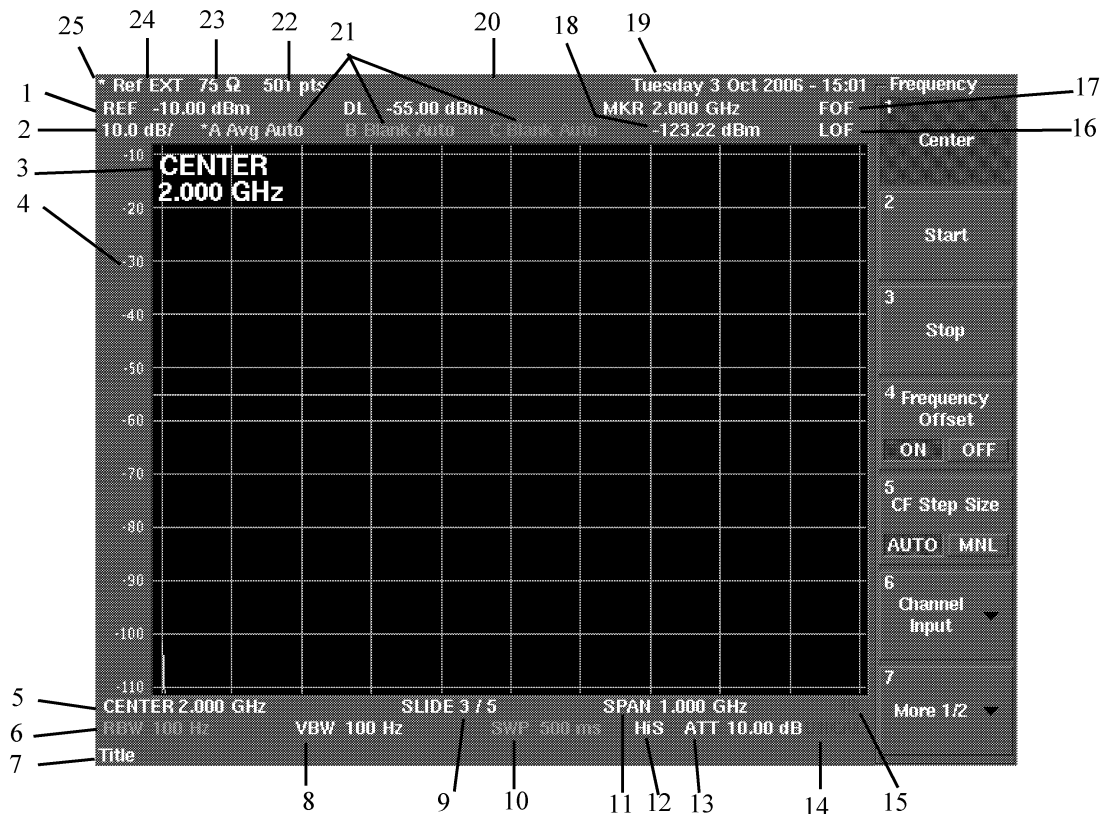 25 24 23 22 21 20 18 19
* Ref EXT 75 Ω 501 pts Tuesday 3 Oct 2006 - 15:01
1 REF -10.00 dBm DL -55.00 dBm MKR 2.000 GHz FOF 17
2 10.0 dB/ *A Avg Auto B Blank Auto C Blank Auto -123.22 dBm LOF 16
3 CENTER
2.000 GHz
4
-10
-20
-30
-40
-50
-60
-70
-80
-90
-100
-110
5 CENTER 2.000 GHz SLIDE 3 / 5 SPAN 1.000 GHz
6 RBW 100 Hz VBW 100 Hz SWP 500 ms HiS ATT 10.00 dB
7 Title
8 9 10 11 12 13 14 15
Frequency
1
Center
2
Start
3
Stop
4 Frequency
Offset
ON OFF
5
CF Step Size
AUTO MNL
6
Channel
Input
7
More 1/2